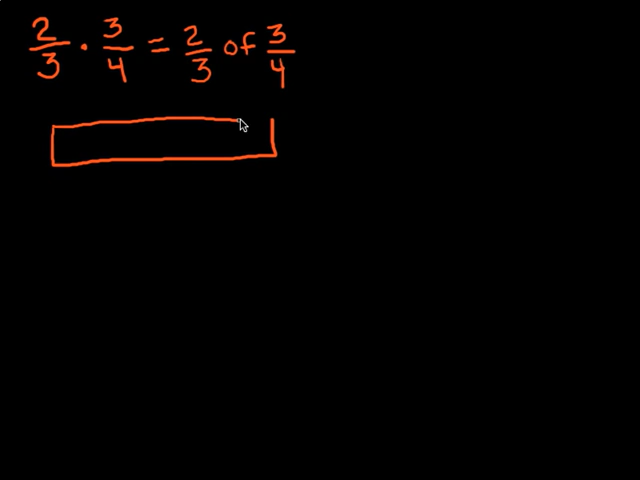 2/3 · 3/4 = 2/3 of 3/4